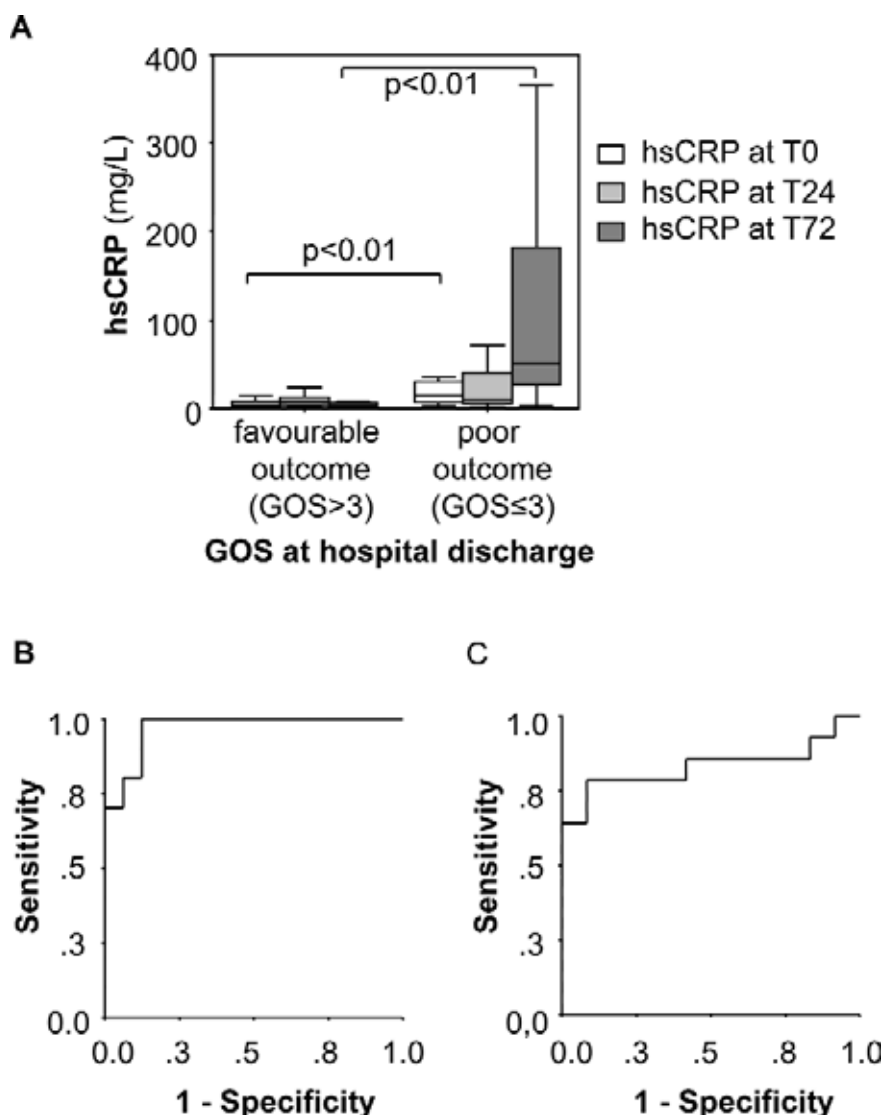 A
400
300
200
100
0
hsCRP (mg/L)
p<0.01
p<0.01
hsCRP at T0
hsCRP at T24
hsCRP at T72
favourable
outcome
(GOS>3)
poor
outcome
(GOS≤3)
GOS at hospital discharge
B
1.0
.8
.5
.3
0.0
Sensitivity
0.0 .3 .5 .8 1.0
1 - Specificity
C
1.0
.8
.5
.3
0,0
Sensitivity
0.0 .3 .5 .8 1.0
1 - Specificity